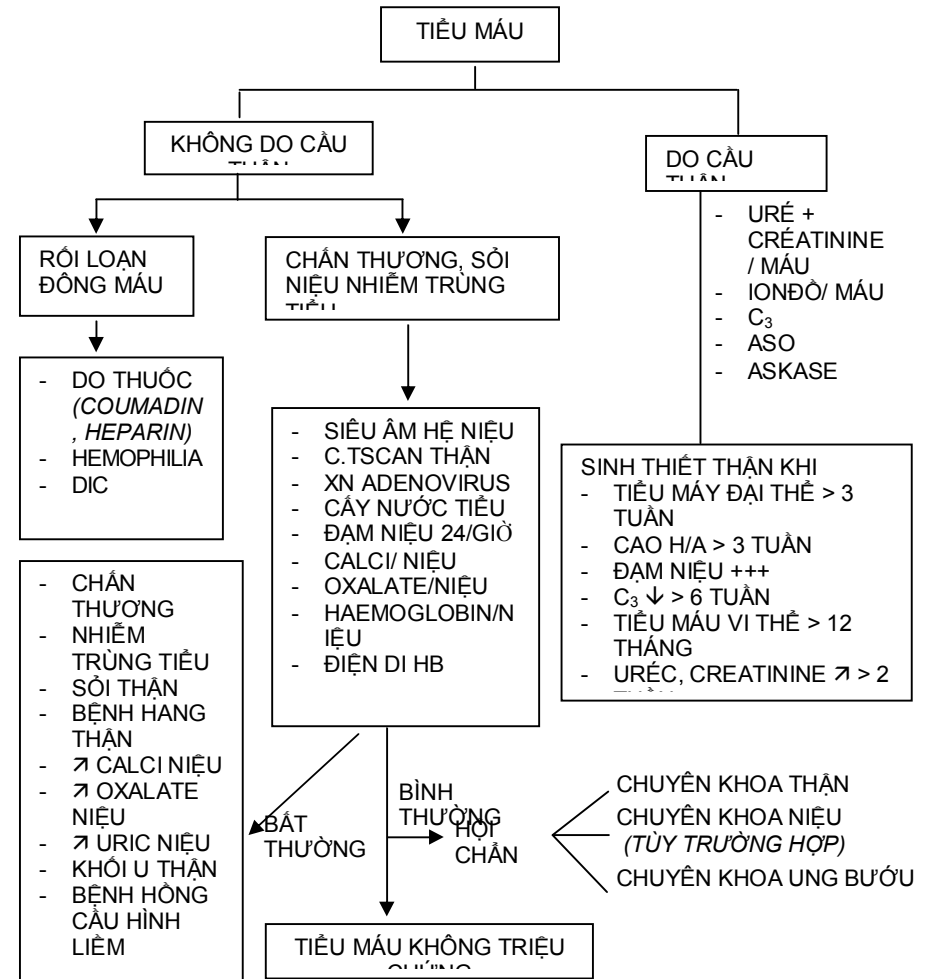 TIỂU MÁU
KHÔNG DO CẦU
DO CẦU
- URÉ +
CRÉATININE
/ MÁU
- IONĐỒ/ MÁU
- C₃
- ASO
- ASKASE
RỐI LOẠN
ĐÔNG MÁU
CHẤN THƯƠNG, SỎI
NIỆU NHIỄM TRÙNG
- DO THUỐC
(COUMADIN
, HEPARIN)
- HEMOPHILIA
- DIC
- SIÊU ÂM HỆ NIỆU
- C.TSCAN THẬN
- XN ADENOVIRUS
- CẤY NƯỚC TIỂU
- ĐẠM NIỆU 24/GIỜ
- CALCI/ NIỆU
- OXALATE/NIỆU
- HAEMOGLOBIN/N
IỆU
- ĐIỆN DI HB
SINH THIẾT THẬN KHI
- TIỂU MÁY ĐẠI THỂ > 3
TUẦN
- CAO H/A > 3 TUẦN
- ĐẠM NIỆU +++
- C₃ ↓ > 6 TUẦN
- TIỂU MÁU VI THỂ > 12
THÁNG
- URÉC, CREATININE ↗ > 2
- CHẤN
THƯƠNG
- NHIỄM
TRÙNG TIỂU
- SỎI THẬN
- BỆNH HANG
THẬN
- ↗ CALCI NIỆU
- ↗ OXALATE
NIỆU
- ↗ URIC NIỆU
- KHỐI U THẬN
- BỆNH HỒNG
CẦU HÌNH
LIỀM
BẤT
THƯỜNG
BÌNH
THƯỜNG
HỘI
CHẨN
CHUYÊN KHOA THẬN
CHUYÊN KHOA NIỆU
(TÙY TRƯỜNG HỢP)
CHUYÊN KHOA UNG BƯỚU
TIỂU MÁU KHÔNG TRIỆU